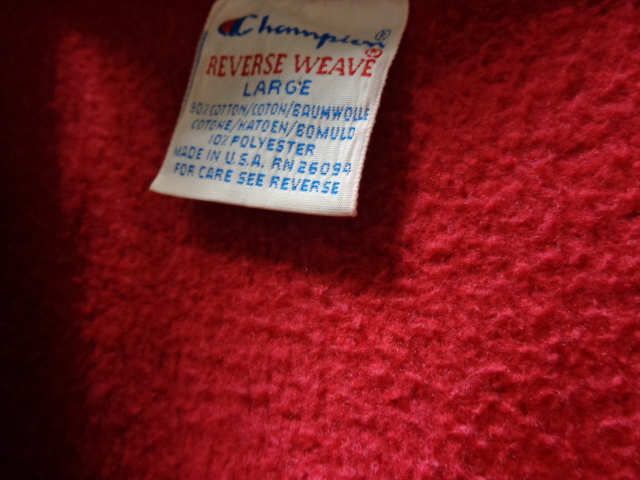 Champion®
REVERSE WEAVE®
LARGE
90% COTTON/COTON/BAUMWOLLE
COTONE/KATOEN/BOMULD
10% POLYESTER
MADE IN U.S.A. RN 26094
FOR CARE SEE REVERSE